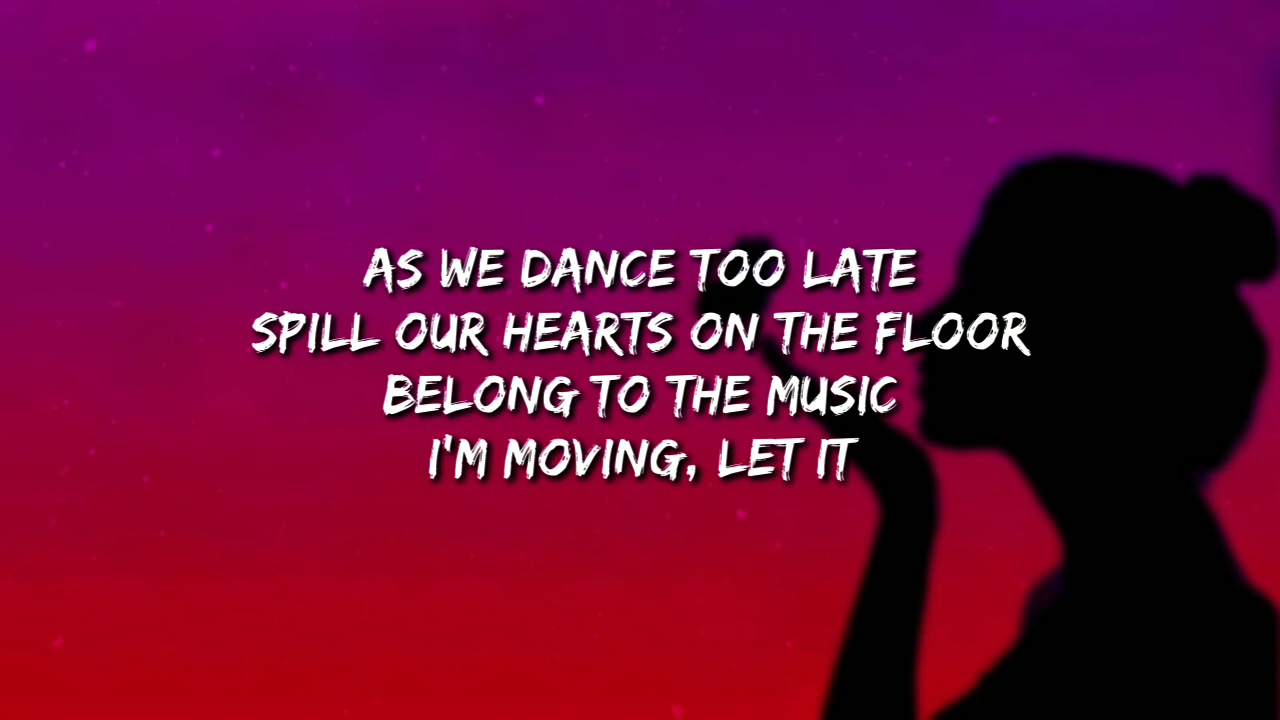 AS WE DANCE TOO LATE
SPILL OUR HEARTS ON THE FLOOR
BELONG TO THE MUSIC
I'M MOVING, LET IT